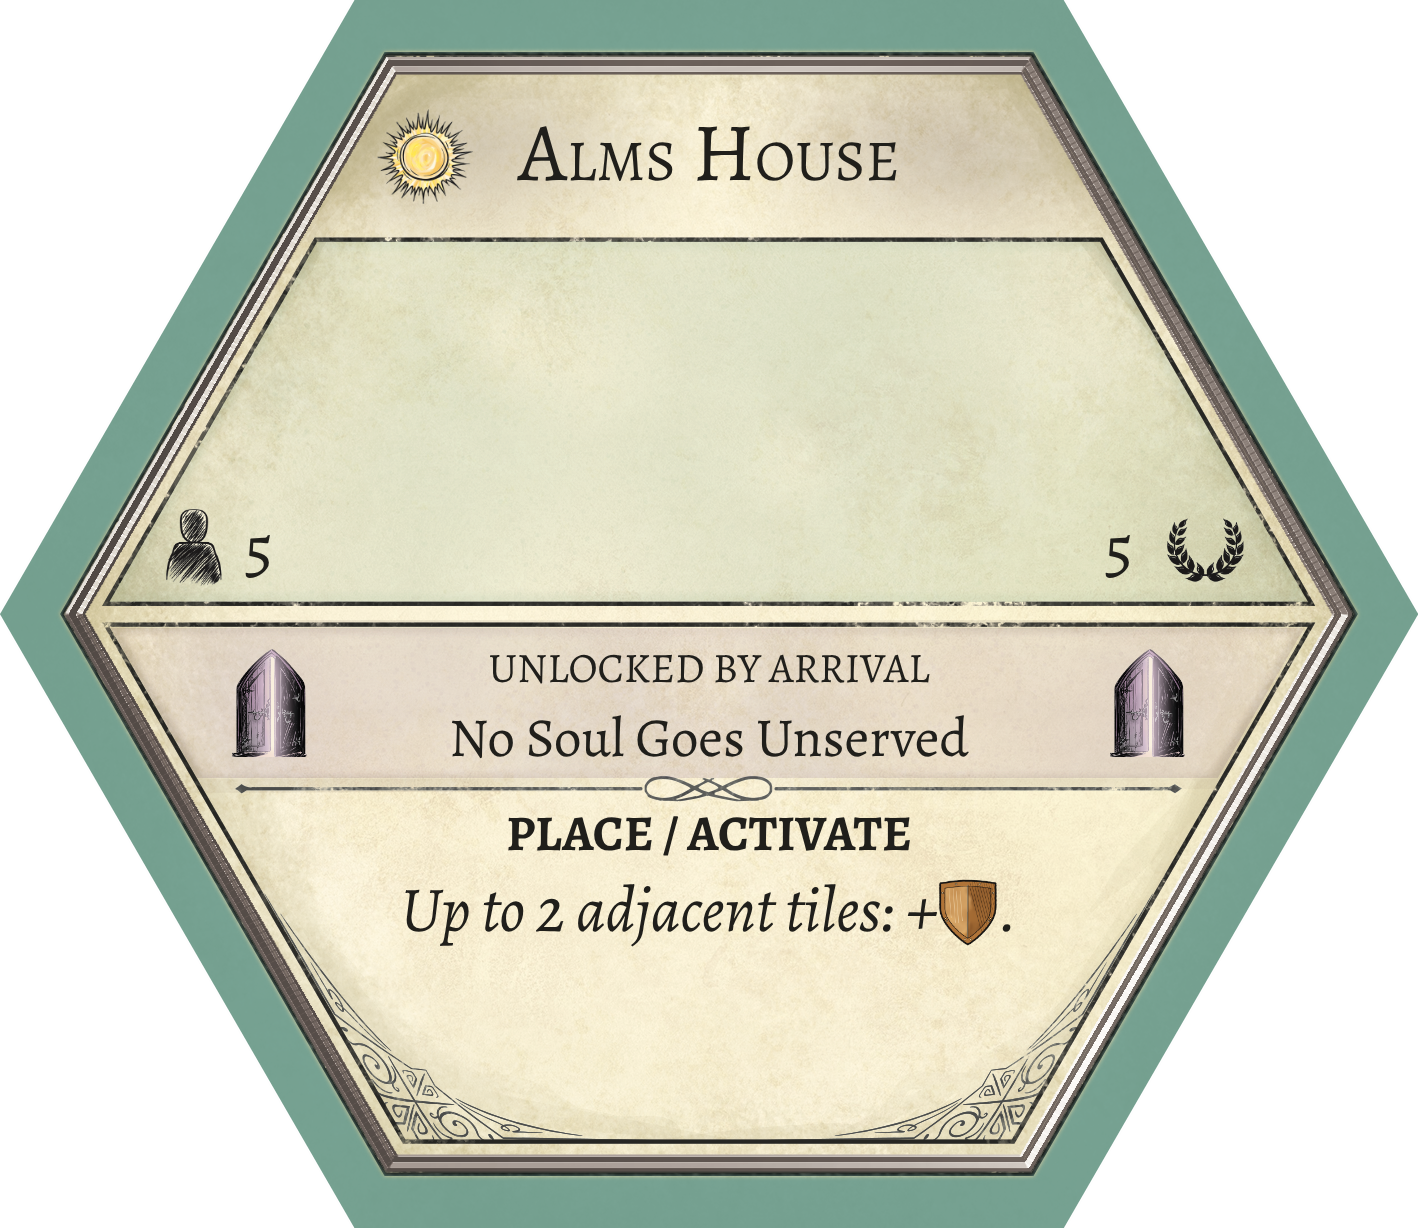 Alms House
5
5
UNLOCKED BY ARRIVAL
No Soul Goes Unserved
PLACE / ACTIVATE
Up to 2 adjacent tiles: + .